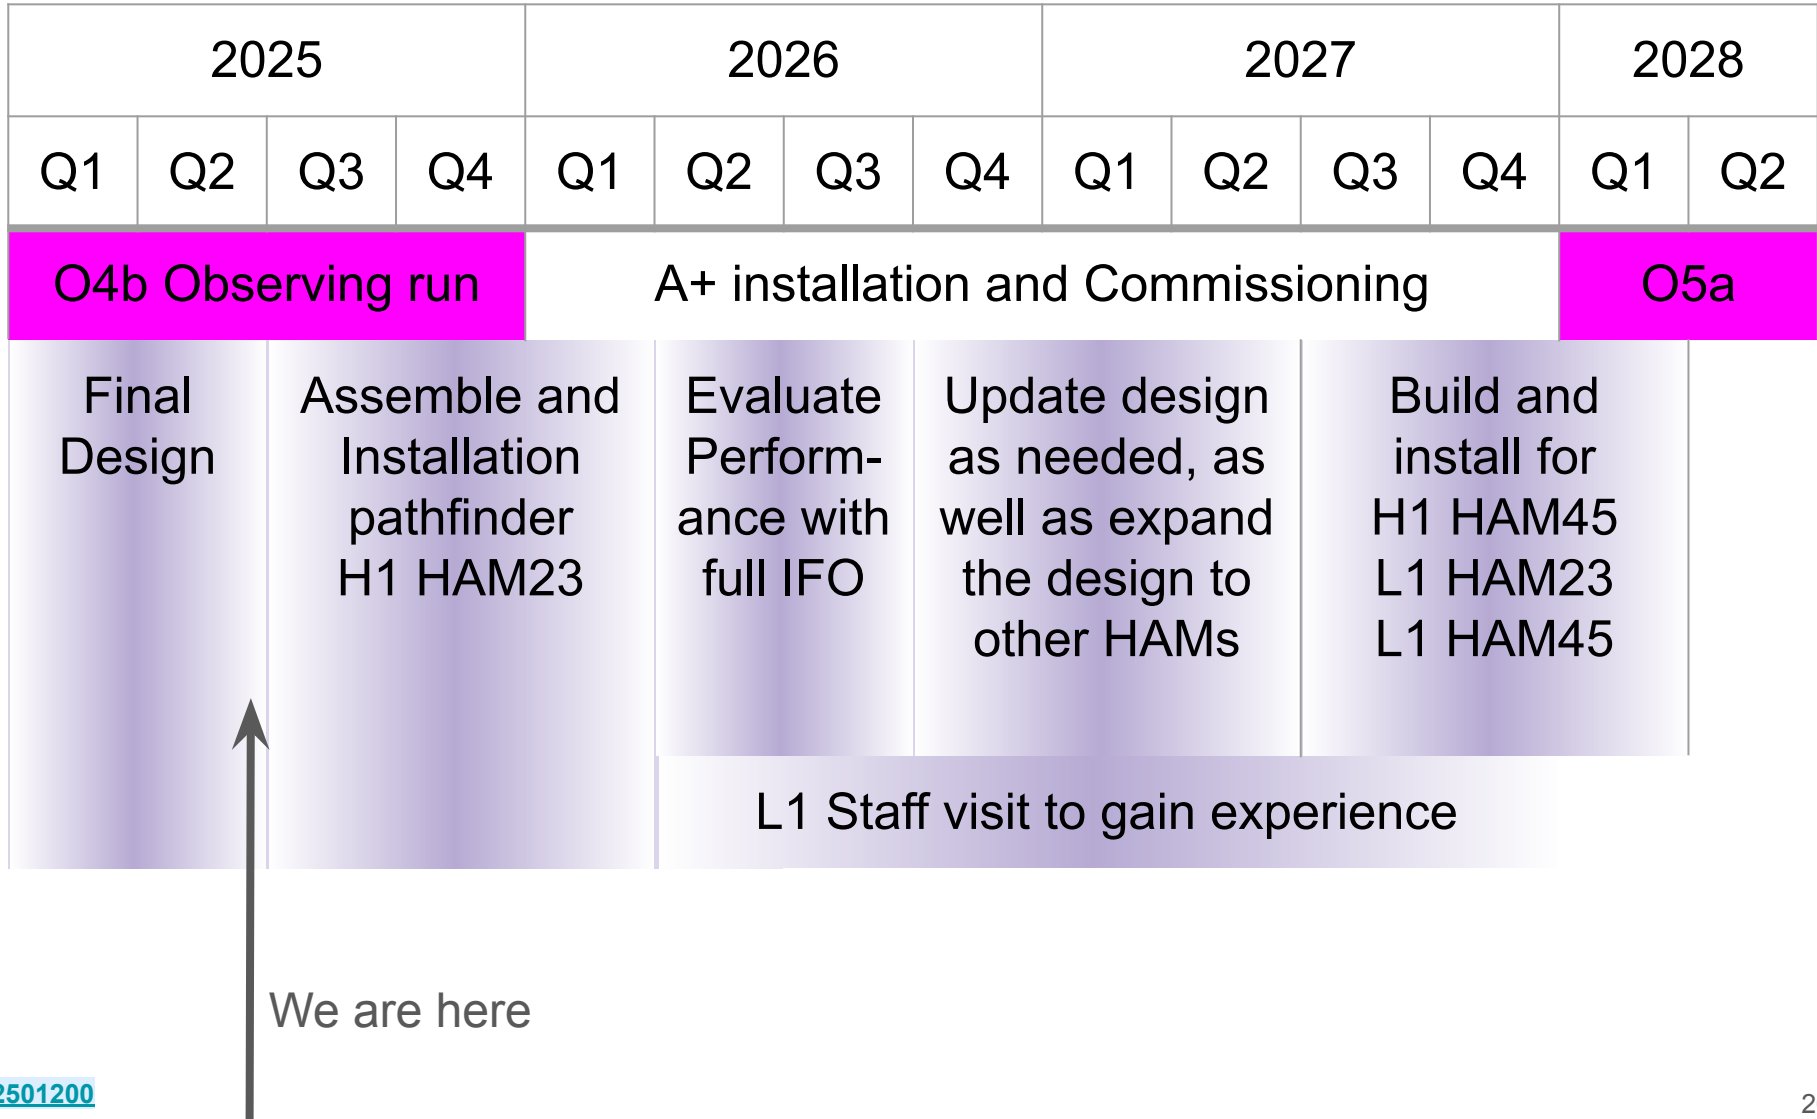 2025 2026 2027 2028
Q1 Q2 Q3 Q4 Q1 Q2 Q3 Q4 Q1 Q2 Q3 Q4 Q1 Q2
O4b Observing run A+ installation and Commissioning O5a
Final
Design
Assemble and
Installation
pathfinder
H1 HAM23
Evaluate
Perform-
ance with
full IFO
Update design
as needed, as
well as expand
the design to
other HAMs
Build and
install for
H1 HAM45
L1 HAM23
L1 HAM45
L1 Staff visit to gain experience
We are here
2501200
2